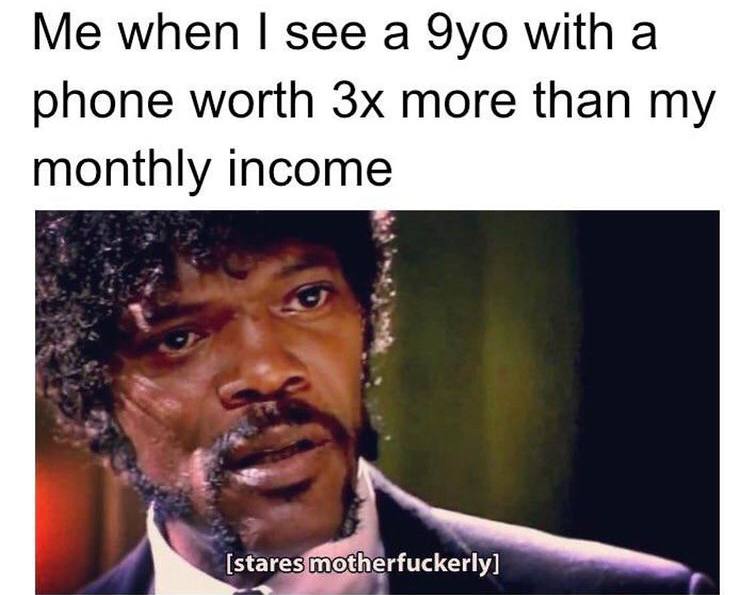 Me when I see a 9yo with a
phone worth 3x more than my
monthly income
[stares motherfuckerly]